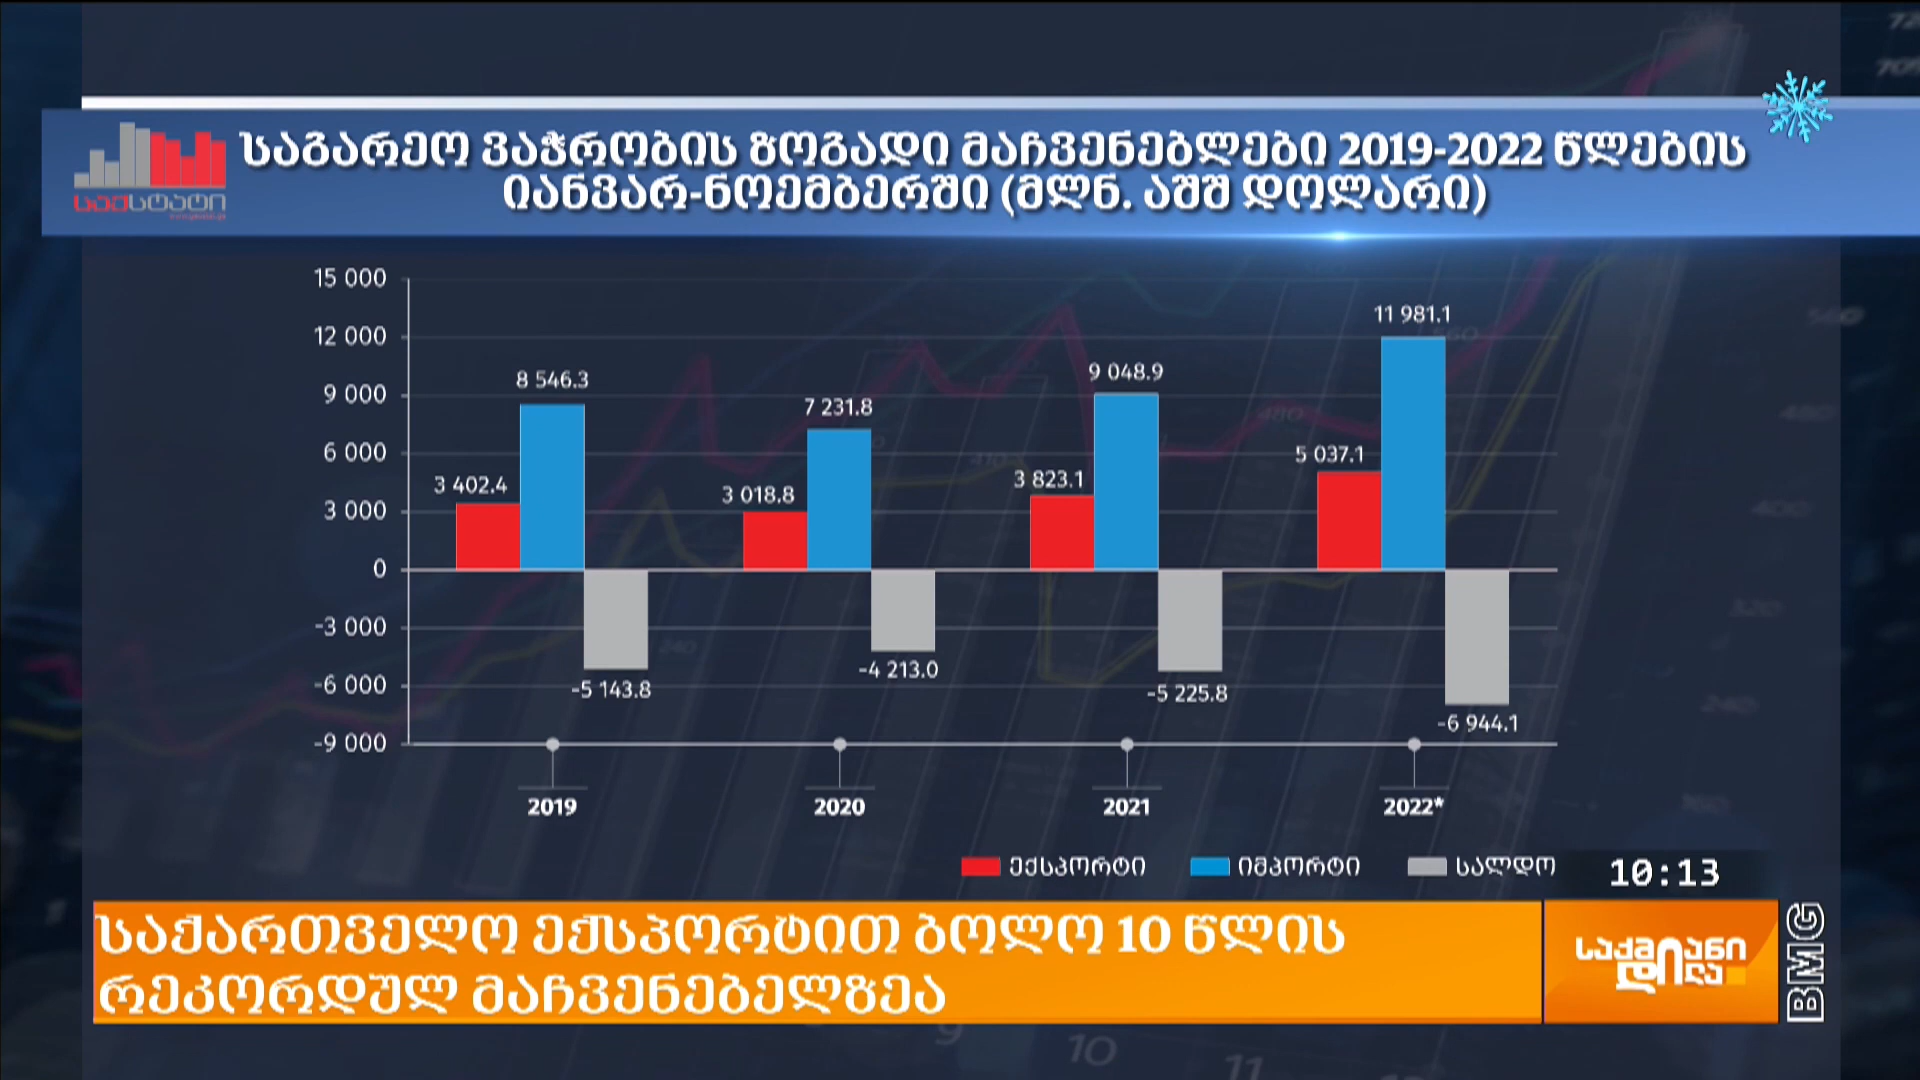 საგარეო ვაჭრობის ზოგადი მაჩვენებლები 2019-2022 წლების
იანვარ-ნოემბერში (მლნ. აშშ დოლარი)
საქსტატი
15 000
12 000
9 000
6 000
3 000
0
-3 000
-6 000
-9 000
3 402.4
8 546.3
-5 143.8
3 018.8
7 231.8
-4 213.0
3 823.1
9 048.9
-5 225.8
5 037.1
11 981.1
-6 944.1
2019
2020
2021
2022*
ექსპორტი
იმპორტი
სალდო
10:13
საქართველო ექსპორტით ბოლო 10 წლის
რეკორდულ მაჩვენებელზეა
საქმიანი
დილა
BMG